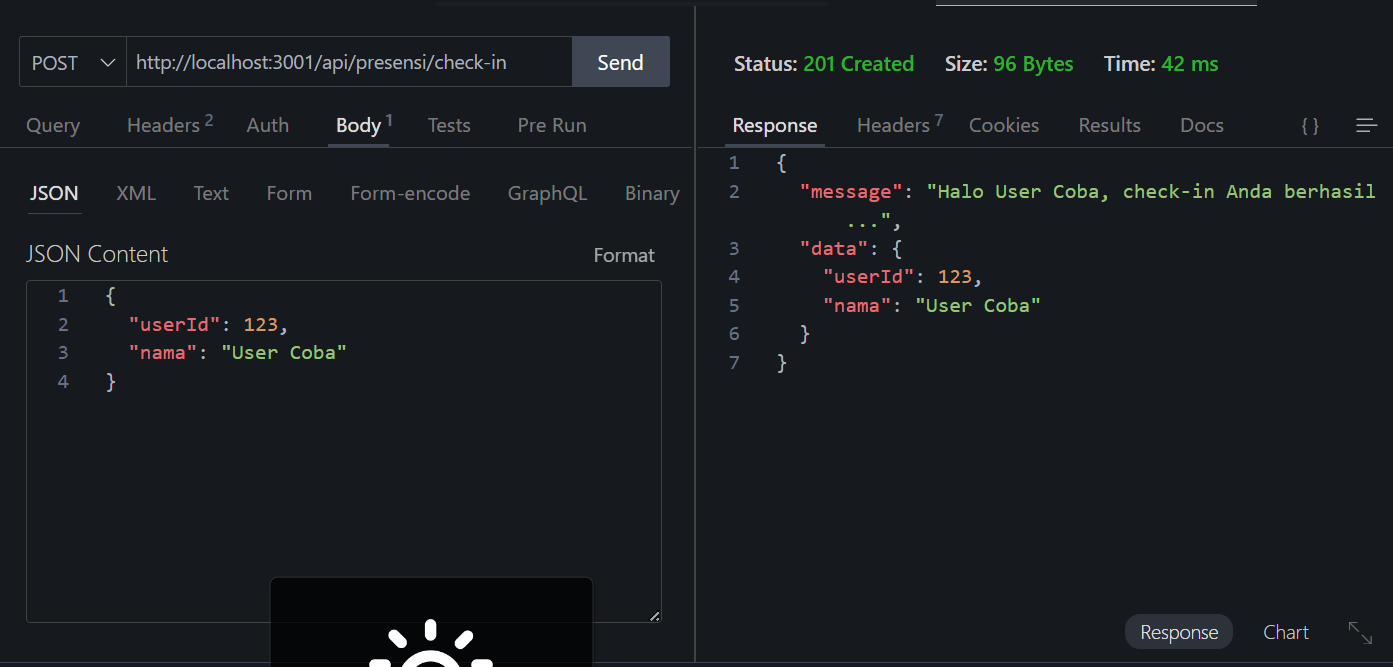 POST http://localhost:3001/api/presensi/check-in Send
Query Headers 2 Auth Body 1 Tests Pre Run
JSON XML Text Form Form-encode GraphQL Binary
JSON Content Format
1 {
2 "userId": 123,
3 "nama": "User Coba"
4 }
Status: 201 Created Size: 96 Bytes Time: 42 ms
Response Headers 7 Cookies Results Docs { }
1 {
2 "message": "Halo User Coba, check-in Anda berhasil
...",
3 "data": {
4 "userId": 123,
5 "nama": "User Coba"
6 }
7 }
Response Chart